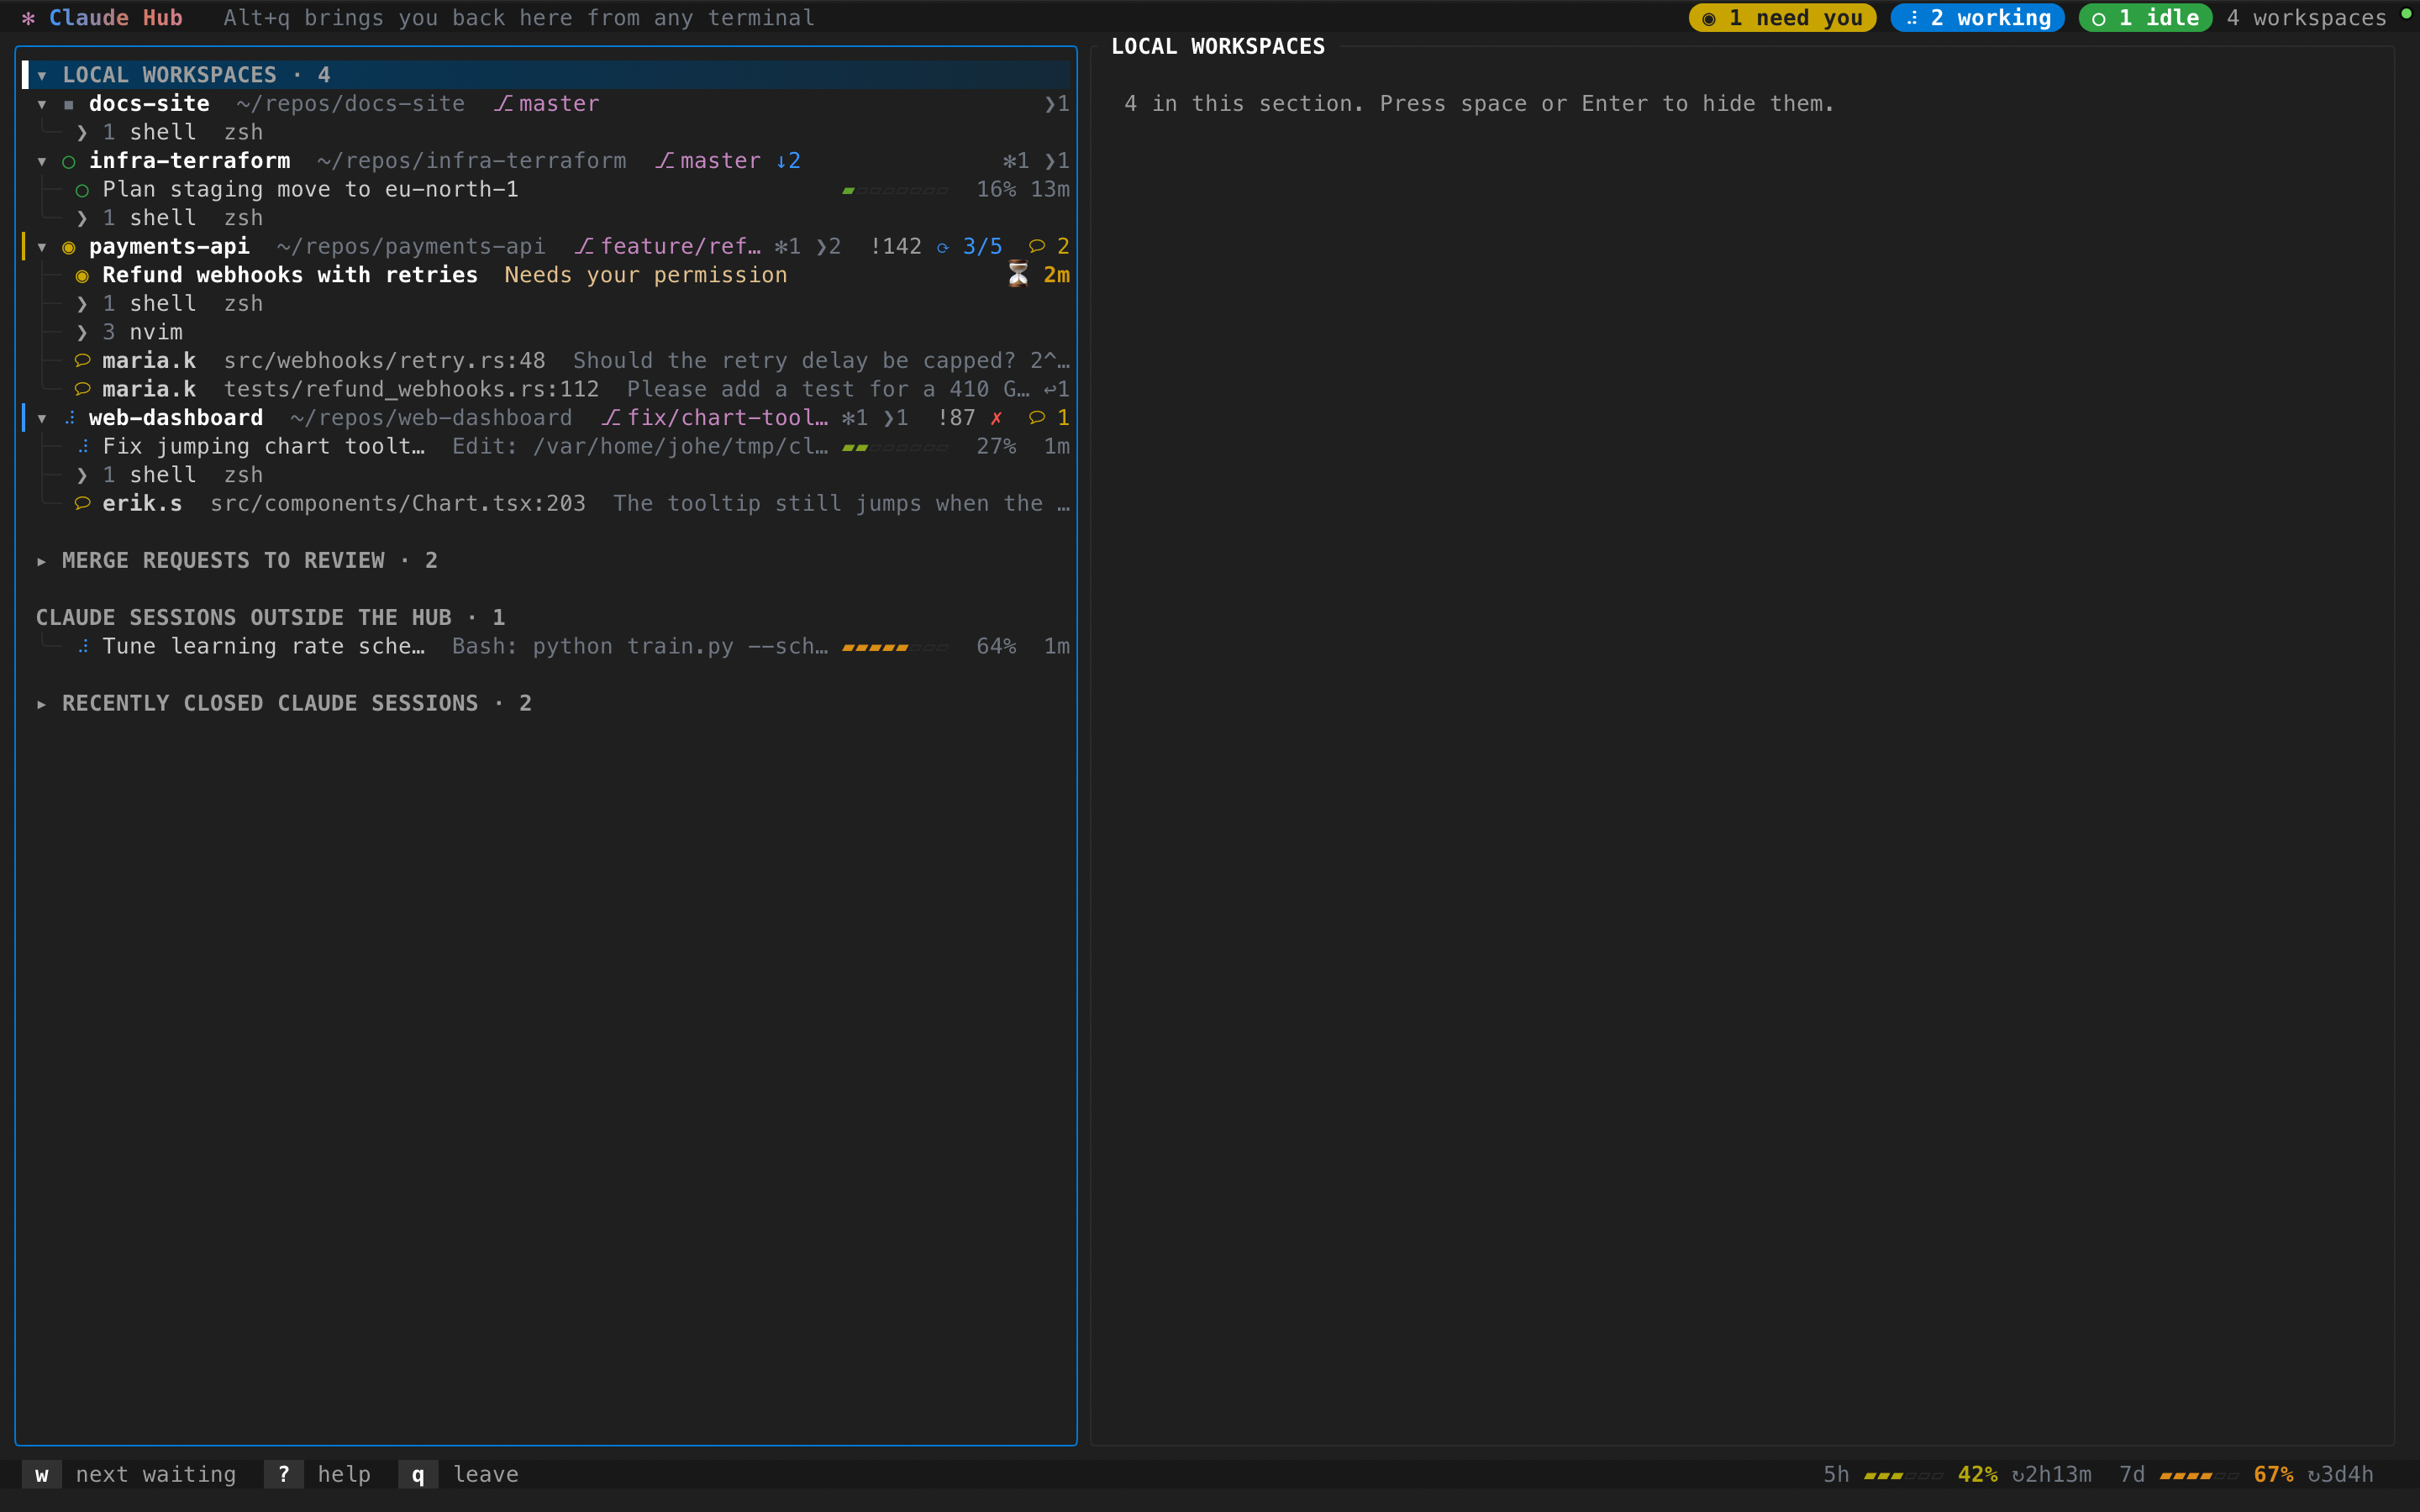 ✻ Claude Hub   Alt+q brings you back here from any terminal   ◉ 1 need you   ⠼ 2 working   ○ 1 idle   4 workspaces
▾ LOCAL WORKSPACES · 4
▾ ■ docs-site  ~/repos/docs-site  ⎇ master   ❯1
❯ 1 shell  zsh
▾ ○ infra-terraform  ~/repos/infra-terraform  ⎇ master ↓2   ✻1 ❯1
○ Plan staging move to eu-north-1   16% 13m
❯ 1 shell  zsh
▾ ◉ payments-api  ~/repos/payments-api  ⎇ feature/ref… ✻1 ❯2  !142 ⟳ 3/5  🗩 2
◉ Refund webhooks with retries  Needs your permission   ⏳ 2m
❯ 1 shell  zsh
❯ 3 nvim
maria.k  src/webhooks/retry.rs:48  Should the retry delay be capped? 2^…
maria.k  tests/refund_webhooks.rs:112  Please add a test for a 410 G… ↩1
▾ web-dashboard  ~/repos/web-dashboard  ⎇ fix/chart-tool… ✻1 ❯1  !87 ✗  🗩 1
Fix jumping chart toolt…  Edit: /var/home/johe/tmp/cl…   27%  1m
❯ 1 shell  zsh
erik.s  src/components/Chart.tsx:203  The tooltip still jumps when the …
▸ MERGE REQUESTS TO REVIEW · 2
CLAUDE SESSIONS OUTSIDE THE HUB · 1
Tune learning rate sche…  Bash: python train.py --sch…   64%  1m
▸ RECENTLY CLOSED CLAUDE SESSIONS · 2
LOCAL WORKSPACES
4 in this section. Press space or Enter to hide them.
w next waiting  ? help  q leave   5h 42% ↻2h13m  7d 67% ↻3d4h